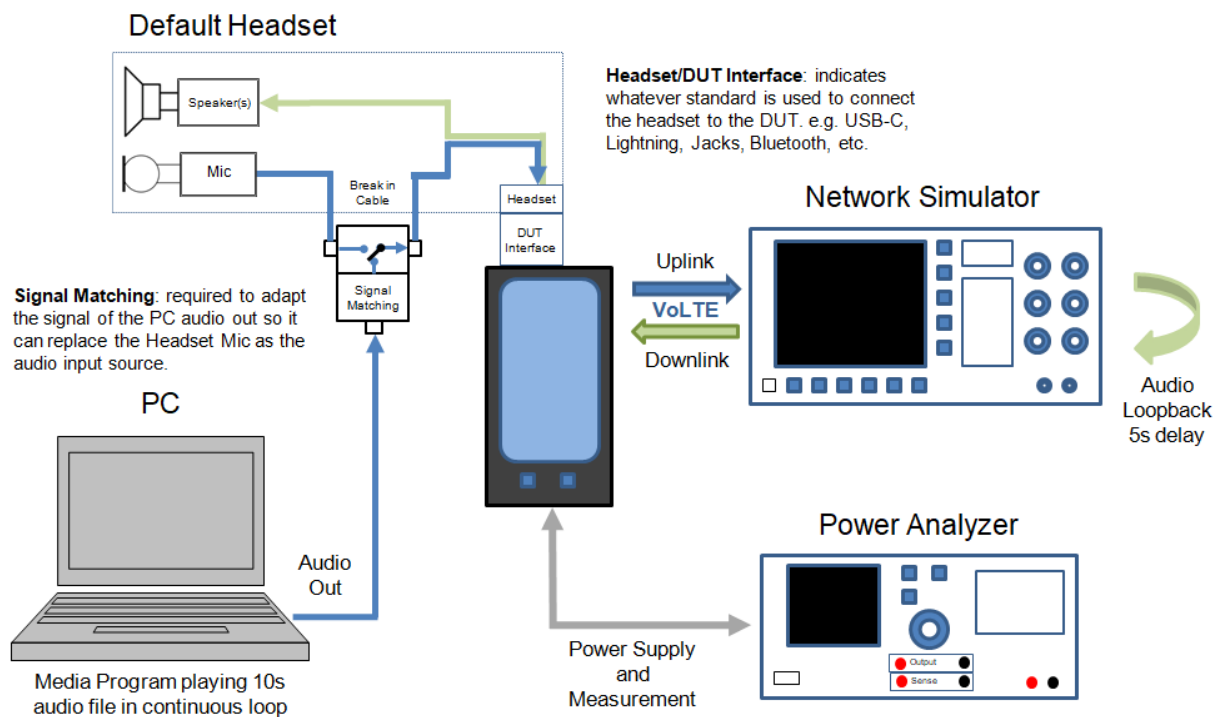 Default Headset
Speaker(s)
Mic
Break in
Cable
Headset
DUT
Interface
Signal
Matching
Headset/DUT Interface: indicates
whatever standard is used to connect
the headset to the DUT. e.g. USB-C,
Lightning, Jacks, Bluetooth, etc.
Network Simulator
Uplink
VoLTE
Downlink
Audio
Loopback
5s delay
Signal Matching: required to adapt
the signal of the PC audio out so it
can replace the Headset Mic as the
audio input source.
PC
Audio
Out
Media Program playing 10s
audio file in continuous loop
Power Analyzer
Output
Sense
Power Supply
and
Measurement